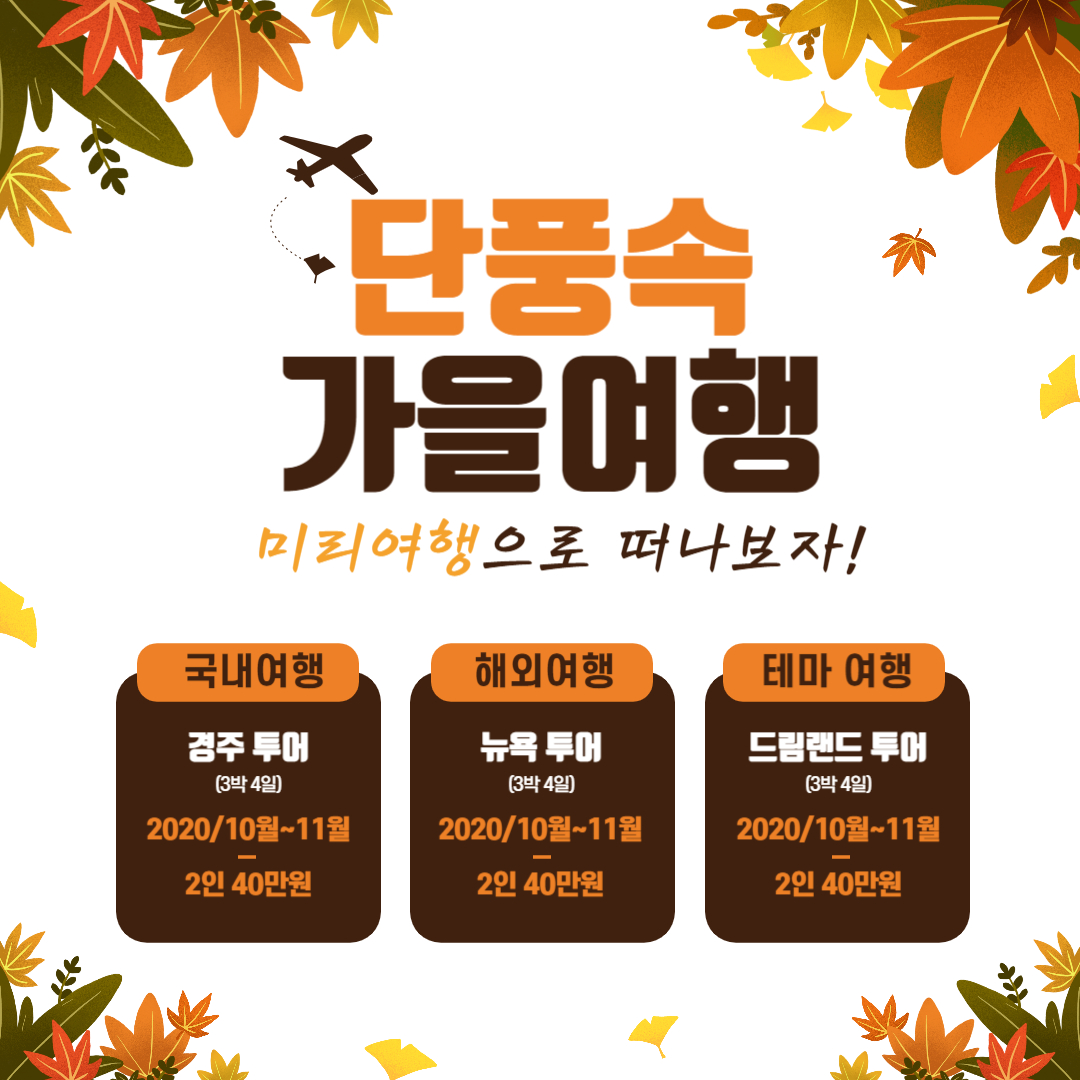 단풍속
가을여행
미리여행으로 떠나보자!
국내여행
경주 투어
(3박 4일)
2020/10월~11월
2인 40만원
해외여행
뉴욕 투어
(3박 4일)
2020/10월~11월
2인 40만원
테마 여행
드림랜드 투어
(3박 4일)
2020/10월~11월
2인 40만원